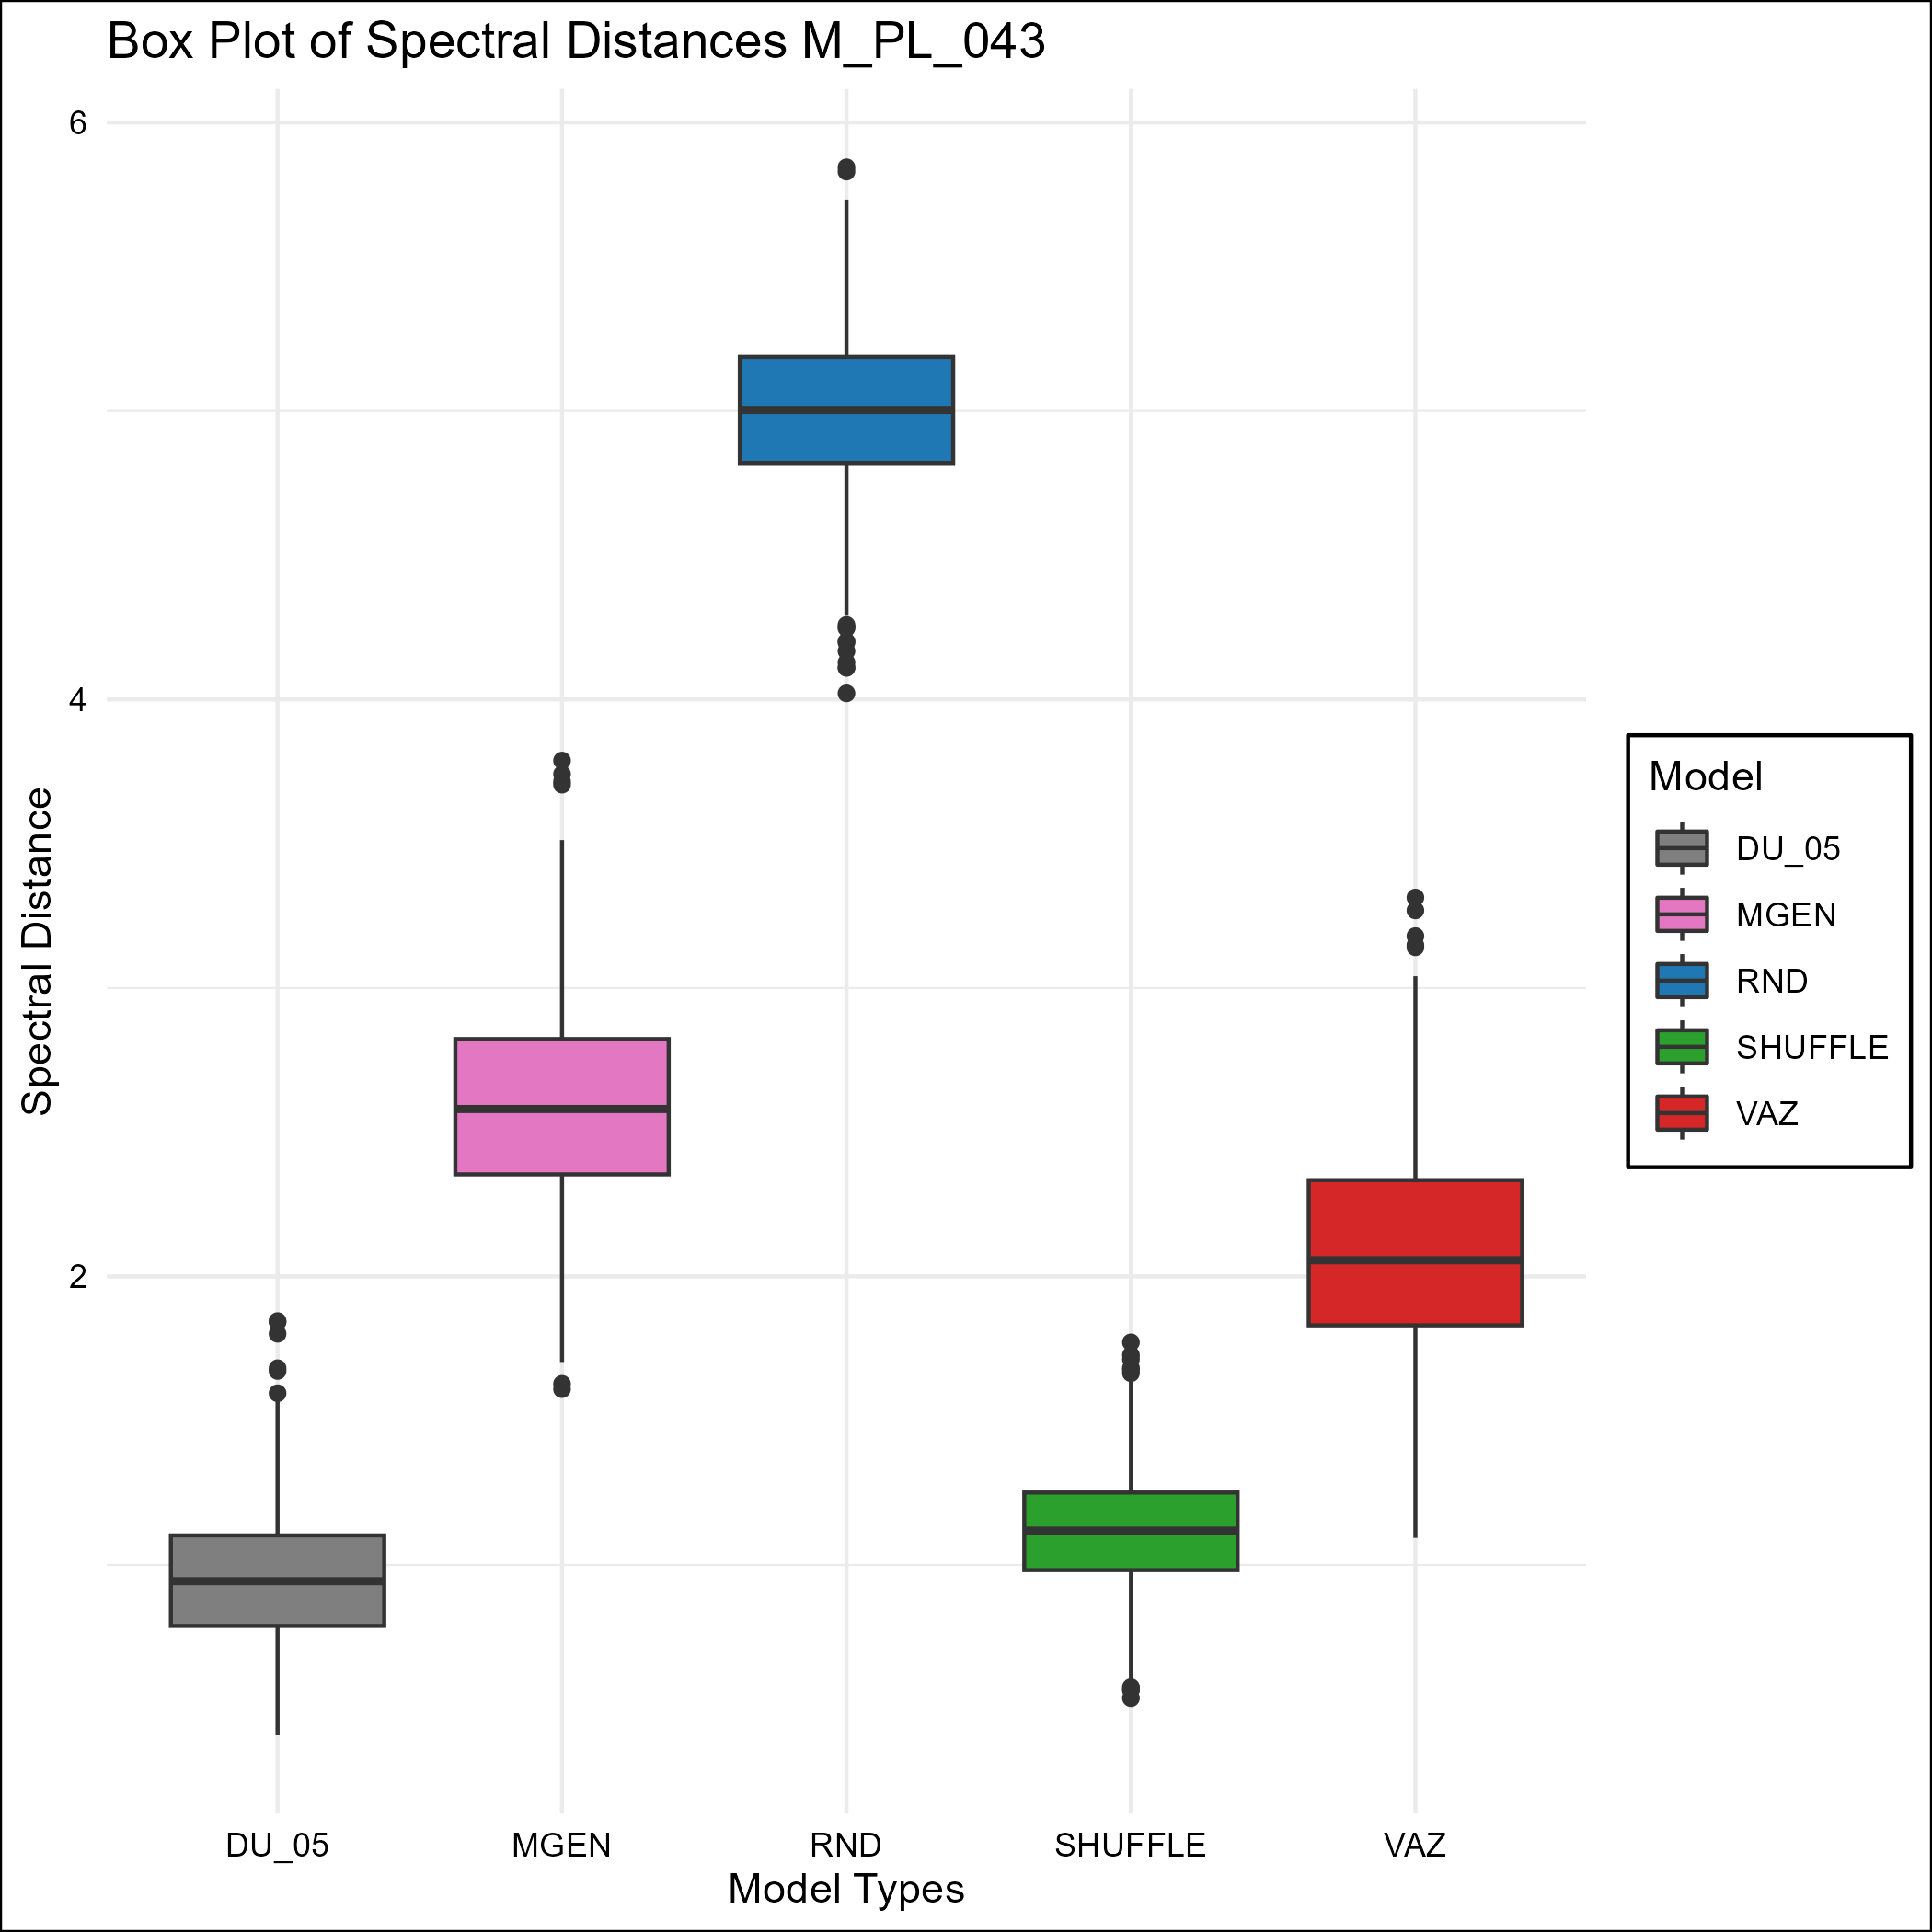 Box Plot of Spectral Distances M_PL_043
6
4
2
Spectral Distance
DU_05
MGEN
RND
SHUFFLE
VAZ
Model Types
Model
DU_05
MGEN
RND
SHUFFLE
VAZ